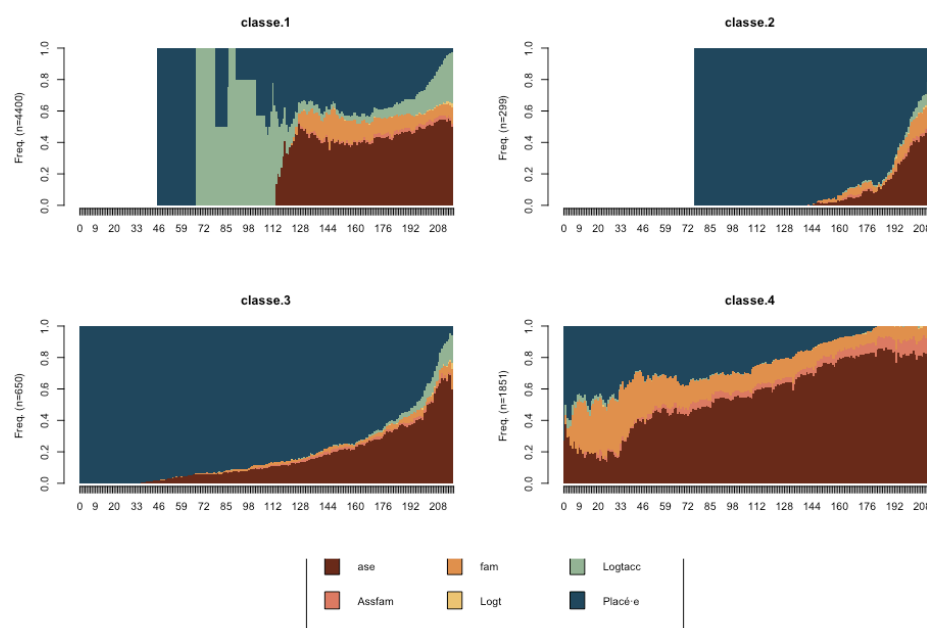 classe.1
classe.2
Freq. (n=4400)
0.0 0.2 0.4 0.6 0.8 1.0
0 9 20 33 46 59 72 85 98 112 128 144 160 176 192 208
Freq. (n=299)
0.0 0.2 0.4 0.6 0.8 1.0
0 9 20 33 46 59 72 85 98 112 128 144 160 176 192 208
classe.3
classe.4
Freq. (n=650)
0.0 0.2 0.4 0.6 0.8 1.0
0 9 20 33 46 59 72 85 98 112 128 144 160 176 192 208
Freq. (n=1851)
0.0 0.2 0.4 0.6 0.8 1.0
0 9 20 33 46 59 72 85 98 112 128 144 160 176 192 208
ase fam Logtacc
Assfam Logt Placé·e